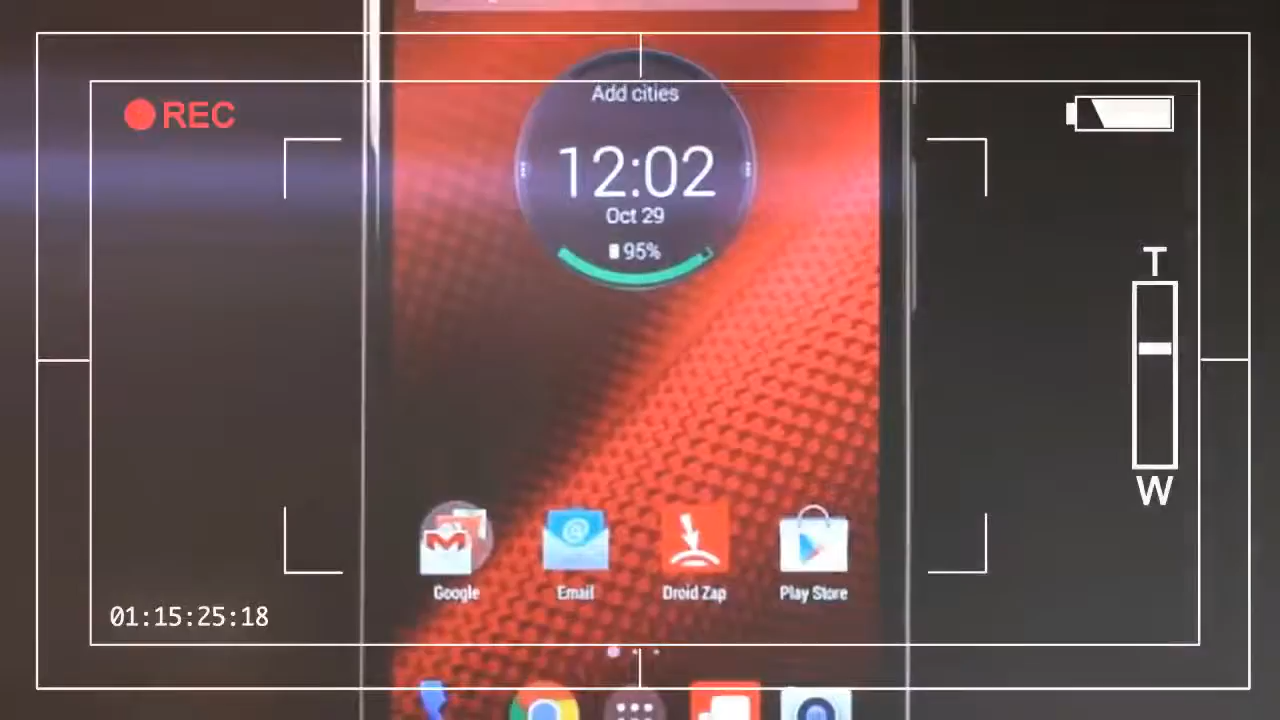 Add cities
REC
12:02
Oct 29
95%
T
W
Google
Email
Droid Zap
Play Store
01:15:25:18